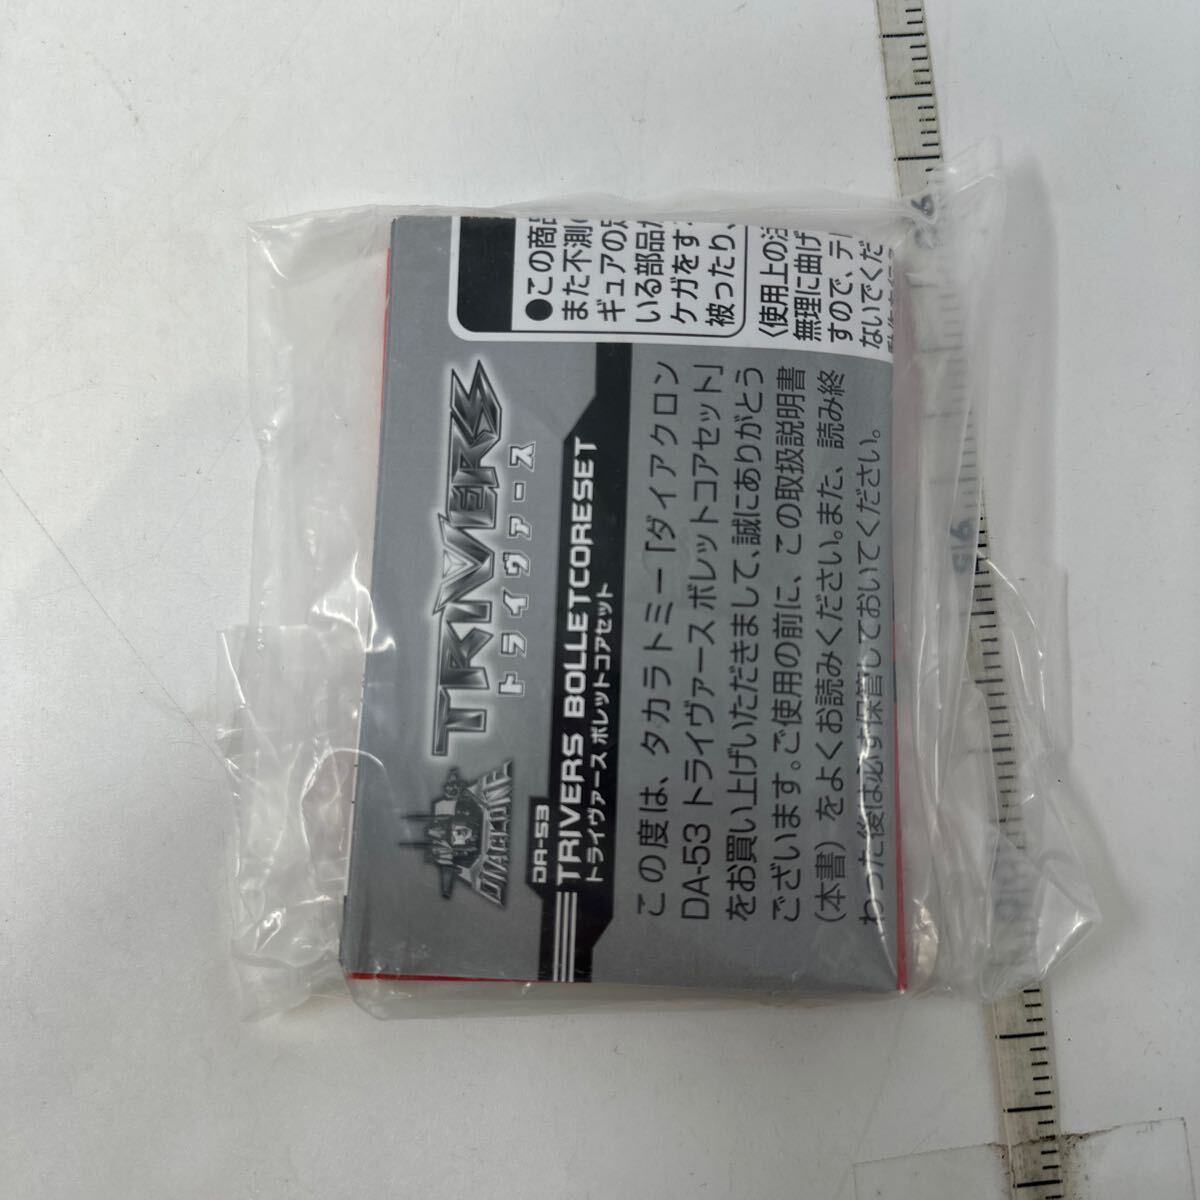 ●この商品
また不測の
ギュアの足
いる部品が
ケガをす
被ったり、
〈使用上の注
無理に曲げ
すので、デ
ないでくだ
DIACLONE
TRIVERS
トライヴァース
DA-53
TRIVERS BOLLETCORESET
トライヴァース ボレットコアセット
この度は、タカラトミー「ダイアクロン
DA-53 トライヴァース ボレットコアセット」
をお買い上げいただきまして、誠にありがとう
ございます。ご使用の前に、この取扱説明書
（本書）をよくお読みください。また、読み終
わった後は必ず保管しておいてください。